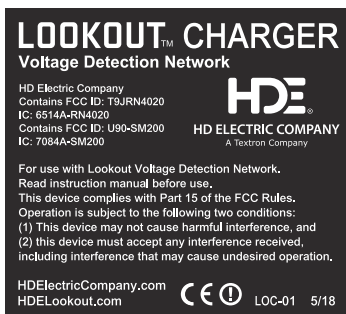 LOOKOUT™ CHARGER
Voltage Detection Network
HD Electric Company
Contains FCC ID: T9JRN4020
IC: 6514A-RN4020
Contains FCC ID: U90-SM200
IC: 7084A-SM200
HDE®
HD ELECTRIC COMPANY
A Textron Company
For use with Lookout Voltage Detection Network.
Read instruction manual before use.
This device complies with Part 15 of the FCC Rules.
Operation is subject to the following two conditions:
(1) This device may not cause harmful interference, and
(2) this device must accept any interference received,
including interference that may cause undesired operation.
HDElectricCompany.com
HDELookout.com
CE
LOC-01 5/18